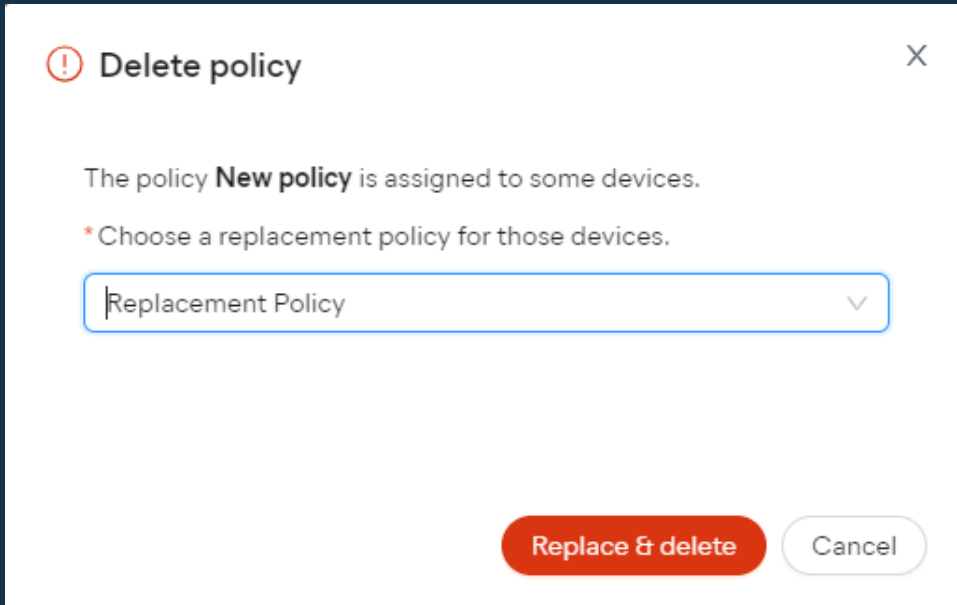 Delete policy
The policy New policy is assigned to some devices.
* Choose a replacement policy for those devices.
Replacement Policy
Replace & delete
Cancel